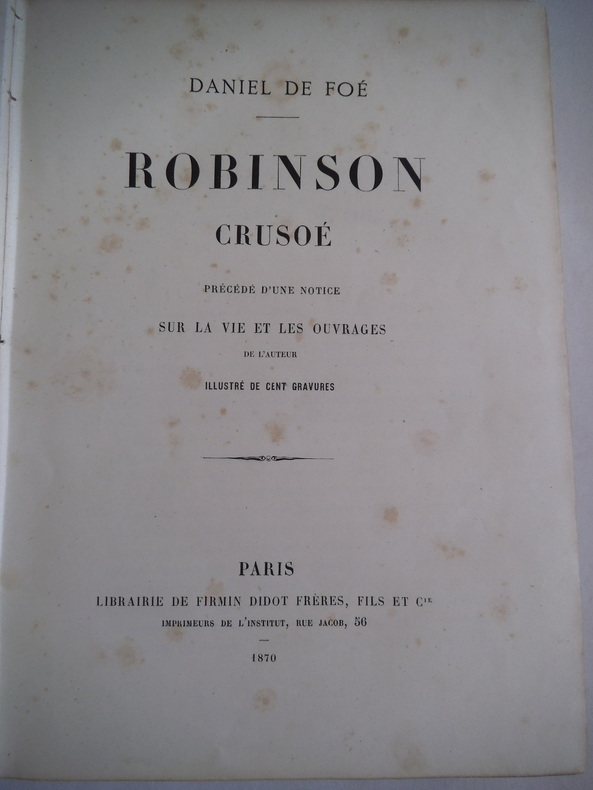 DANIEL DE FOÉ
ROBINSON
CRUSOÉ
PRÉCÉDÉ D'UNE NOTICE
SUR LA VIE ET LES OUVRAGES
DE L'AUTEUR
ILLUSTRÉ DE CENT GRAVURES
PARIS
LIBRAIRIE DE FIRMIN DIDOT FRÈRES, FILS ET Cᴵᴱ
IMPRIMEURS DE L'INSTITUT, RUE JACOB, 56
1870